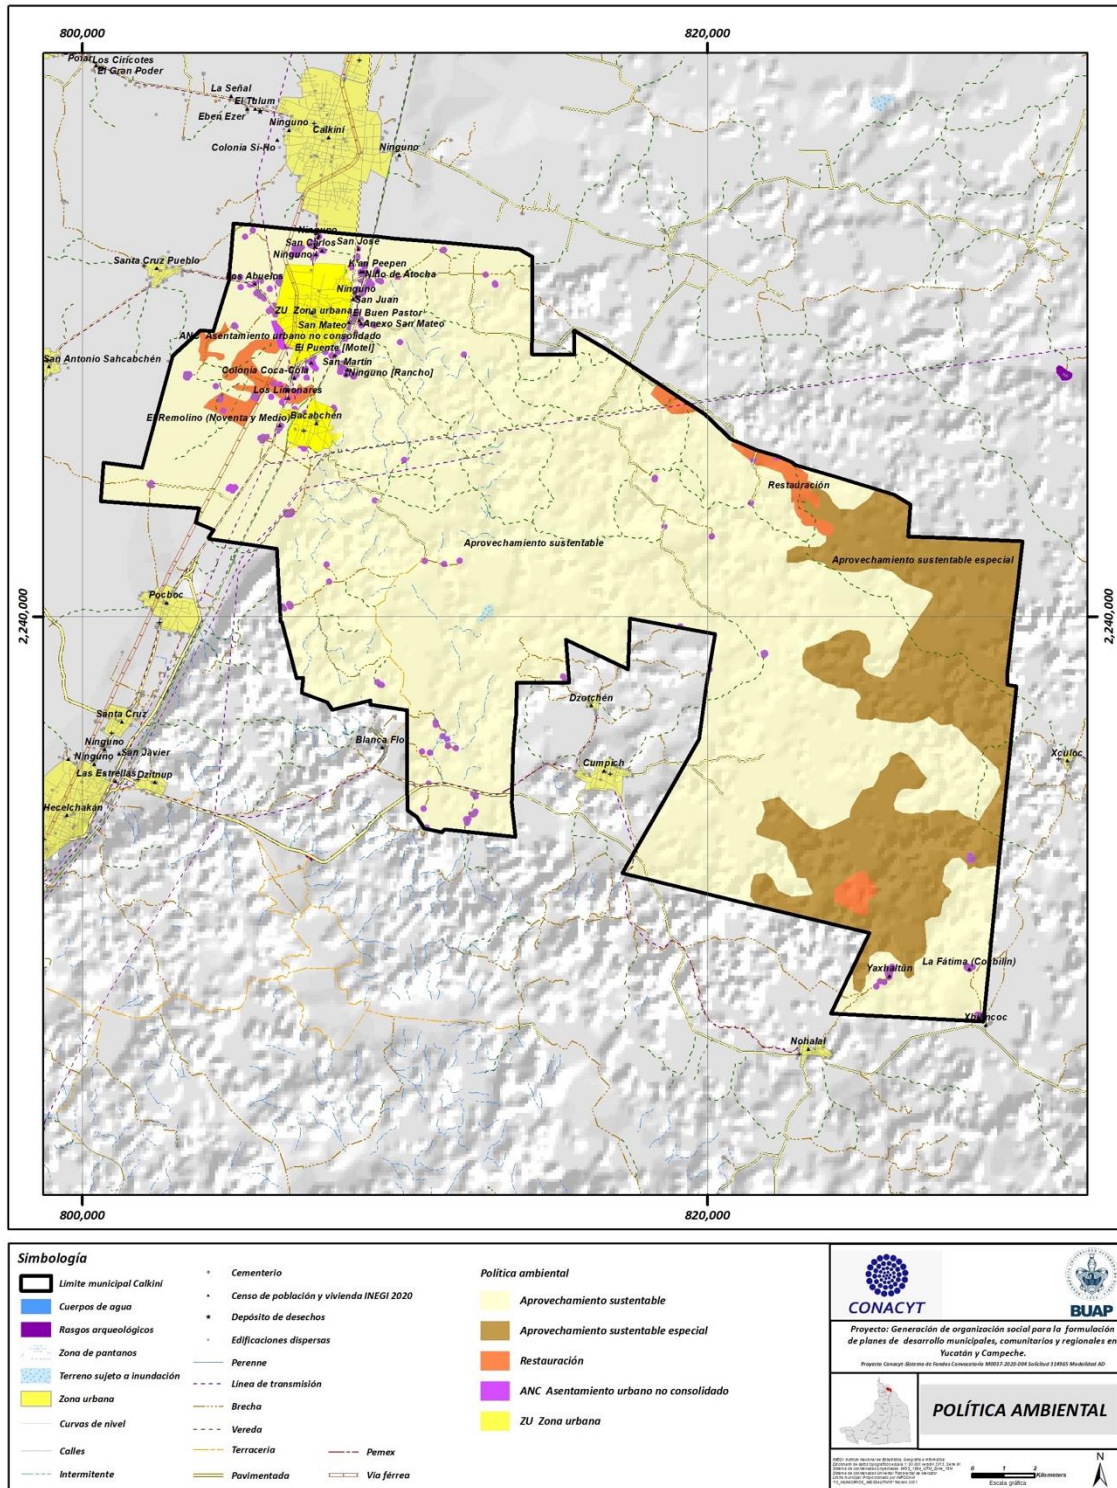 800,000
820,000
Los Ciricotes
El Gran Poder
La Señal
El Tulum
Eben Ezer
Ninguno
Calkiní
Colonia Si-Ho
Ninguno
Santa Cruz Pueblo
Ninguno
San Carlos
San José
Ninguno
K'an Peepen
Niño de Atocha
Los Abuelos
Ninguno
San Juan
ZU Zona urbana
El Buen Pastor
San Mateo
Anexo San Mateo
ANC Asentamiento urbano no consolidado
El Puente [Motel]
San Antonio Sahcabchén
San Martín
Colonia Coca-Cola
Ninguno [Rancho]
Los Limonares
El Remolino (Noventa y Medio)
Bacabchén
Restauración
Aprovechamiento sustentable
Aprovechamiento sustentable especial
Pocboc
2,240,000
2,240,000
Dzotchén
Santa Cruz
Ninguno
San Javier
Ninguno
Blanca Flo
Xculoc
Las Estrellas
Dzitnup
Cumpich
Hecelchakán
Yaxhaltún
La Fátima (Corbilín)
Nohalal
800,000
820,000
Simbología
Límite municipal Calkiní
Cuerpos de agua
Rasgos arqueológicos
Zona de pantanos
Terreno sujeto a inundación
Zona urbana
Curvas de nivel
Calles
Intermitente
Cementerio
Censo de población y vivienda INEGI 2020
Depósito de desechos
Edificaciones dispersas
Perenne
Línea de transmisión
Brecha
Vereda
Terracería
Pavimentada
Pemex
Vía férrea
Política ambiental
Aprovechamiento sustentable
Aprovechamiento sustentable especial
Restauración
ANC Asentamiento urbano no consolidado
ZU Zona urbana
CONACYT
BUAP
Proyecto: Generación de organización social para la formulación
de planes de desarrollo municipales, comunitarios y regionales en
Yucatán y Campeche.
POLÍTICA AMBIENTAL
N
0 1 2
Kilometers
Escala gráfica